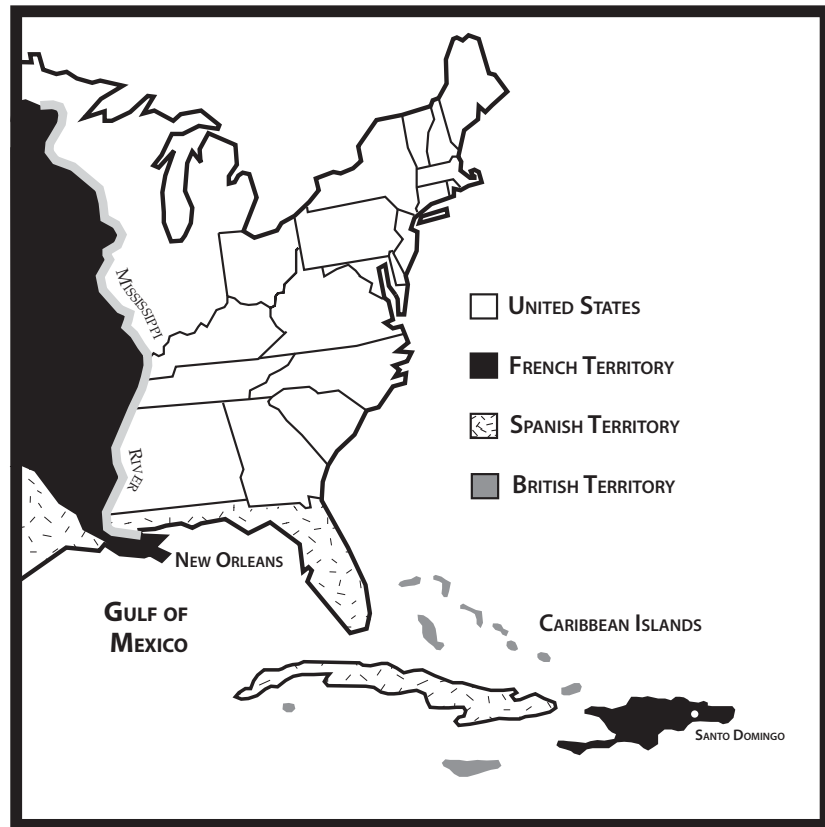 Mississippi
River
United States
French Territory
Spanish Territory
British Territory
New Orleans
Gulf of
Mexico
Caribbean Islands
Santo Domingo